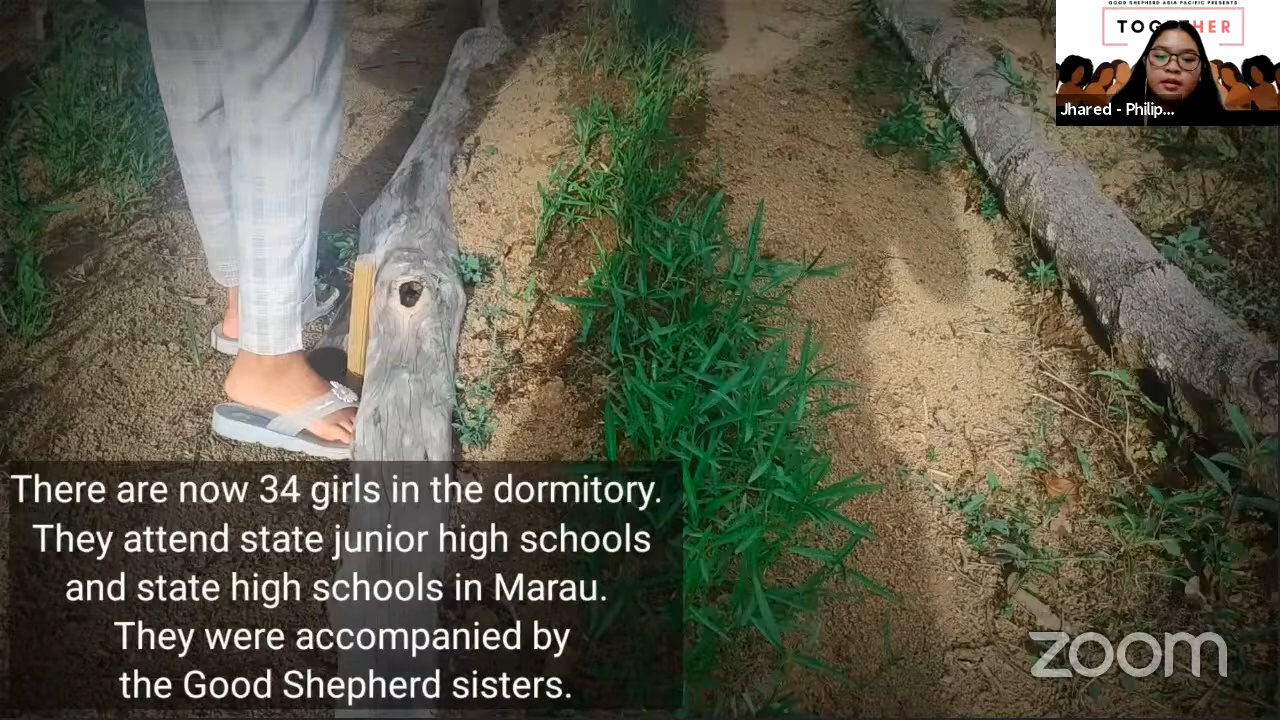 GOOD SHEPHERD ASIA PACIFIC PRESENTS:
TOGETHER
Jhared - Philip...
There are now 34 girls in the dormitory.
They attend state junior high schools
and state high schools in Marau.
They were accompanied by
the Good Shepherd sisters.
zoom